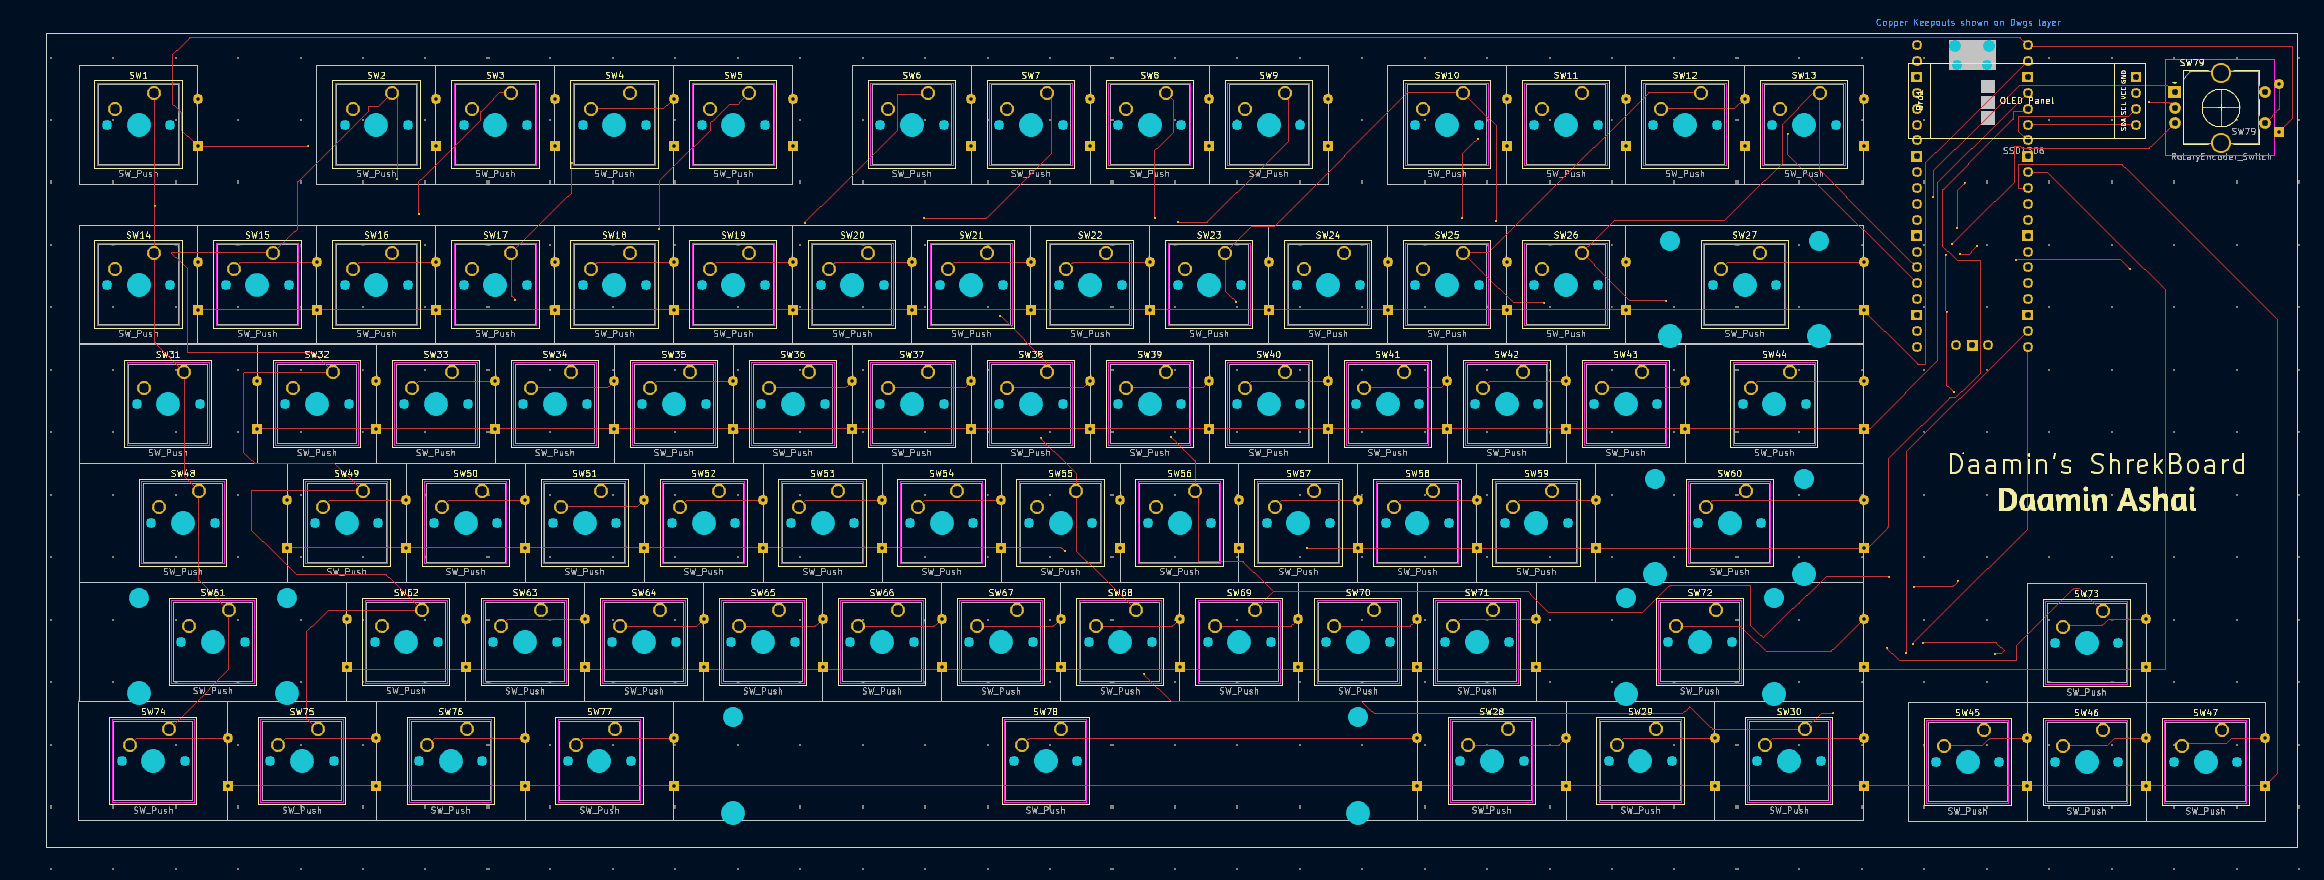 Copper Keepouts shown on Dwgs layer
SW1 SW2 SW3 SW4 SW5 SW6 SW7 SW8 SW9 SW10 SW11 SW12 SW13 SW79
OLED Panel
SDA SCL VCC GND
SW79
SSD1306
RotaryEncoder_Switch
SW_Push SW_Push SW_Push SW_Push SW_Push SW_Push SW_Push SW_Push SW_Push SW_Push SW_Push SW_Push SW_Push
SW14 SW15 SW16 SW17 SW18 SW19 SW20 SW21 SW22 SW23 SW24 SW25 SW26 SW27
SW_Push SW_Push SW_Push SW_Push SW_Push SW_Push SW_Push SW_Push SW_Push SW_Push SW_Push SW_Push SW_Push SW_Push
SW31 SW32 SW33 SW34 SW35 SW36 SW37 SW38 SW39 SW40 SW41 SW42 SW43 SW44
SW_Push SW_Push SW_Push SW_Push SW_Push SW_Push SW_Push SW_Push SW_Push SW_Push SW_Push SW_Push SW_Push SW_Push
Daamin's ShrekBoard
Daamin Ashai
SW48 SW49 SW50 SW51 SW52 SW53 SW54 SW55 SW56 SW57 SW58 SW59 SW60
SW_Push SW_Push SW_Push SW_Push SW_Push SW_Push SW_Push SW_Push SW_Push SW_Push SW_Push SW_Push SW_Push
SW61 SW62 SW63 SW64 SW65 SW66 SW67 SW68 SW69 SW70 SW71 SW72 SW73
SW_Push SW_Push SW_Push SW_Push SW_Push SW_Push SW_Push SW_Push SW_Push SW_Push SW_Push SW_Push SW_Push
SW74 SW75 SW76 SW77 SW78 SW28 SW29 SW30 SW45 SW46 SW47
SW_Push SW_Push SW_Push SW_Push SW_Push SW_Push SW_Push SW_Push SW_Push SW_Push SW_Push